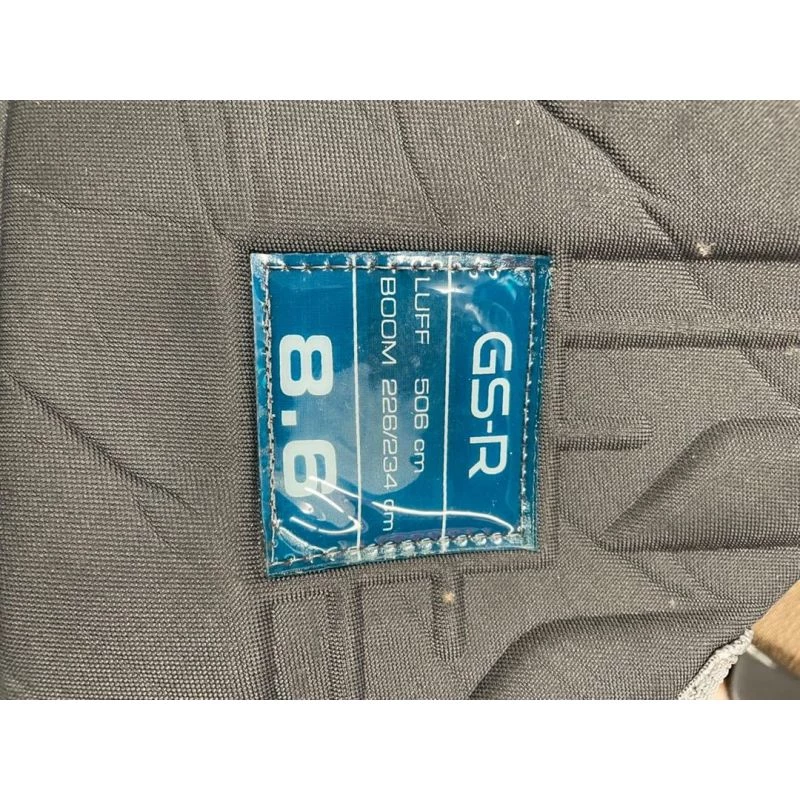 GS-R
LUFF 506 cm
BOOM 226/234 cm
8.6